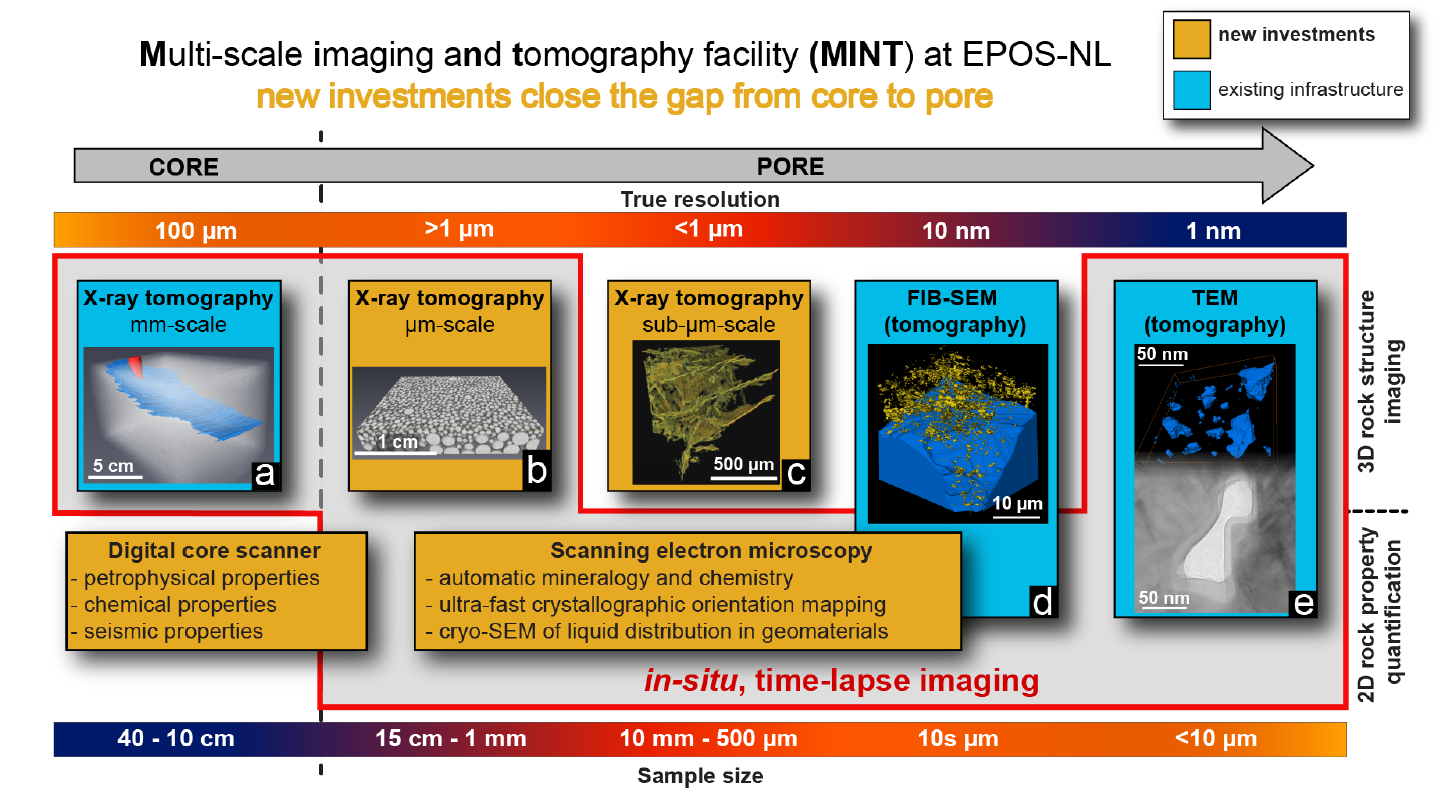 Multi-scale imaging and tomography facility (MINT) at EPOS-NL
new investments close the gap from core to pore
new investments
existing infrastructure
CORE
PORE
True resolution
100 µm
>1 µm
<1 µm
10 nm
1 nm
X-ray tomography
mm-scale
5 cm
a
X-ray tomography
µm-scale
1 cm
b
X-ray tomography
sub-µm-scale
500 µm
c
FIB-SEM
(tomography)
10 µm
d
TEM
(tomography)
50 nm
50 nm
e
3D rock structure
imaging
2D rock property
quantification
Digital core scanner
- petrophysical properties
- chemical properties
- seismic properties
Scanning electron microscopy
- automatic mineralogy and chemistry
- ultra-fast crystallographic orientation mapping
- cryo-SEM of liquid distribution in geomaterials
in-situ, time-lapse imaging
40 - 10 cm
15 cm - 1 mm
10 mm - 500 µm
10s µm
<10 µm
Sample size